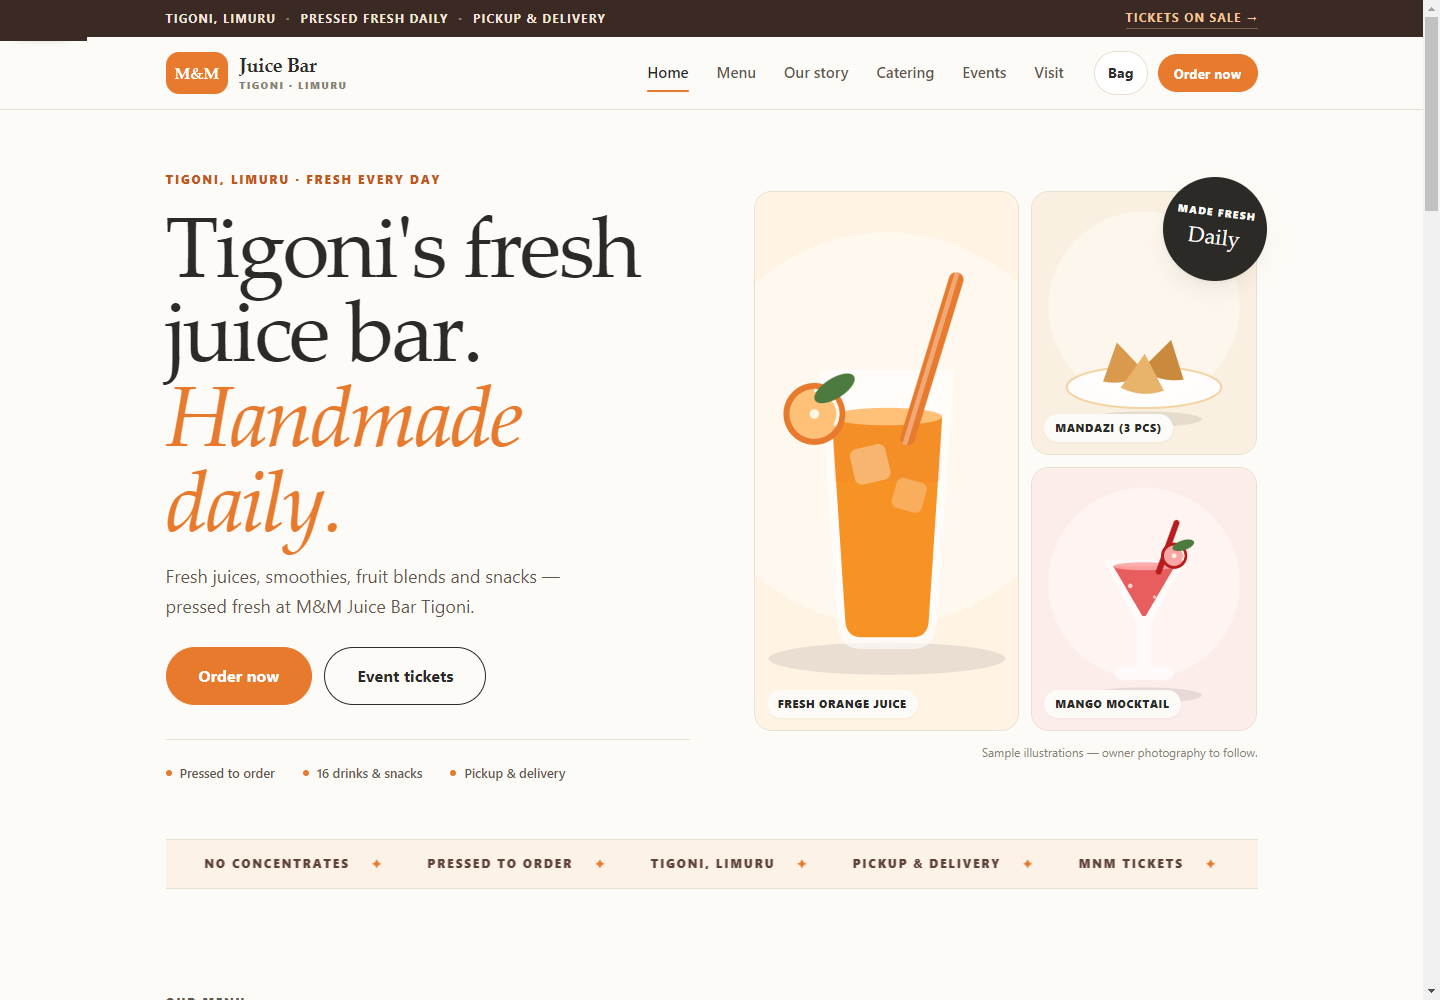 TIGONI, LIMURU · PRESSED FRESH DAILY · PICKUP & DELIVERY
TICKETS ON SALE →
M&M
Juice Bar
TIGONI · LIMURU
Home
Menu
Our story
Catering
Events
Visit
Bag
Order now
TIGONI, LIMURU · FRESH EVERY DAY
Tigoni's fresh
juice bar.
Handmade
daily.
Fresh juices, smoothies, fruit blends and snacks —
pressed fresh at M&M Juice Bar Tigoni.
Order now
Event tickets
Pressed to order
16 drinks & snacks
Pickup & delivery
MADE FRESH
Daily
MANDAZI (3 PCS)
FRESH ORANGE JUICE
MANGO MOCKTAIL
Sample illustrations — owner photography to follow.
NO CONCENTRATES ✦ PRESSED TO ORDER ✦ TIGONI, LIMURU ✦ PICKUP & DELIVERY ✦ MNM TICKETS ✦
OUR MENU